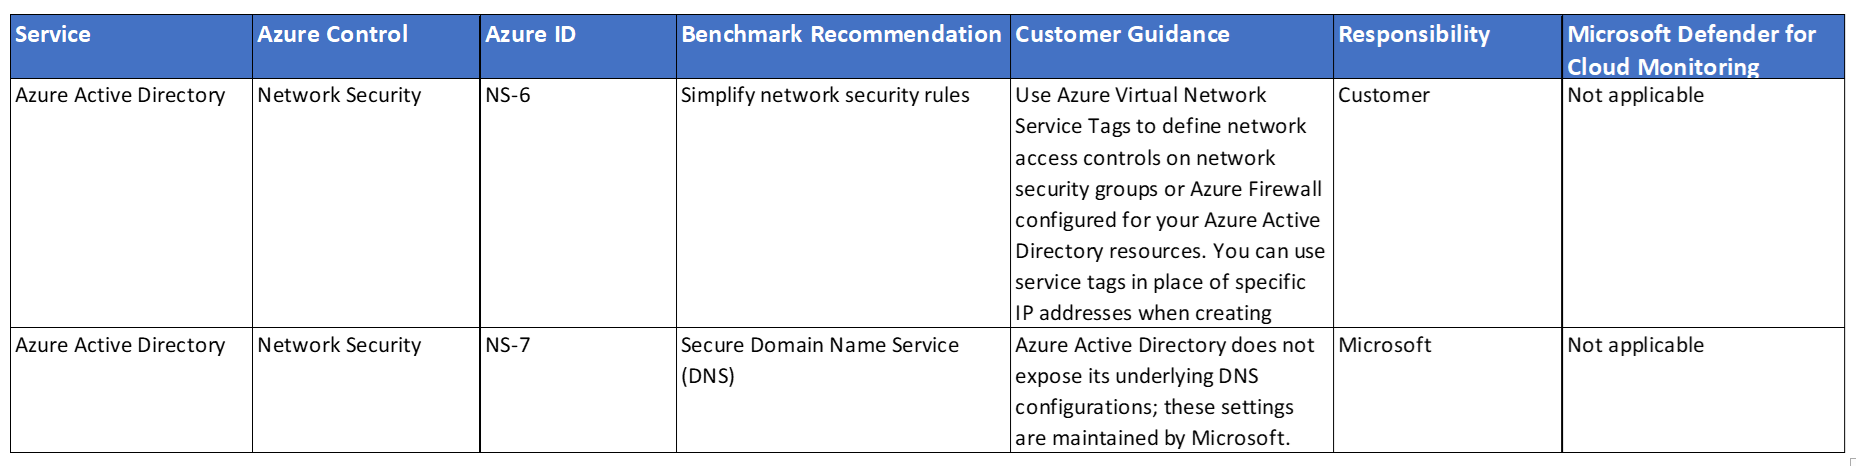 Service
Azure Control
Azure ID
Benchmark Recommendation
Customer Guidance
Responsibility
Microsoft Defender for
Cloud Monitoring
Azure Active Directory
Network Security
NS-6
Simplify network security rules
Use Azure Virtual Network
Service Tags to define network
access controls on network
security groups or Azure Firewall
configured for your Azure Active
Directory resources. You can use
service tags in place of specific
IP addresses when creating
Customer
Not applicable
Azure Active Directory
Network Security
NS-7
Secure Domain Name Service
(DNS)
Azure Active Directory does not
expose its underlying DNS
configurations; these settings
are maintained by Microsoft.
Microsoft
Not applicable